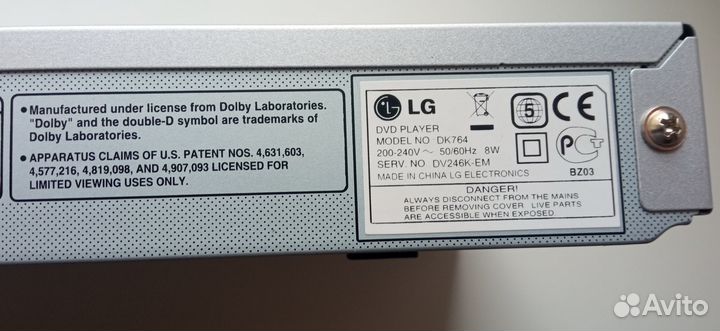 • Manufactured under license from Dolby Laboratories.
"Dolby" and the double-D symbol are trademarks of
Dolby Laboratories.
• APPARATUS CLAIMS OF U.S. PATENT NOS. 4,631,603,
4,577,216, 4,819,098, AND 4,907,093 LICENSED FOR
LIMITED VIEWING USES ONLY.
LG
DVD PLAYER
MODEL NO : DK764
200-240V ~ 50/60Hz 8W
SERV. NO. DV246K-EM
MADE IN CHINA LG ELECTRONICS
5
CE
PCT
BZ03
DANGER!
ALWAYS DISCONNECT FROM THE MAINS
BEFORE REMOVING COVER LIVE PARTS
ARE ACCESSIBLE WHEN EXPOSED.
Avito